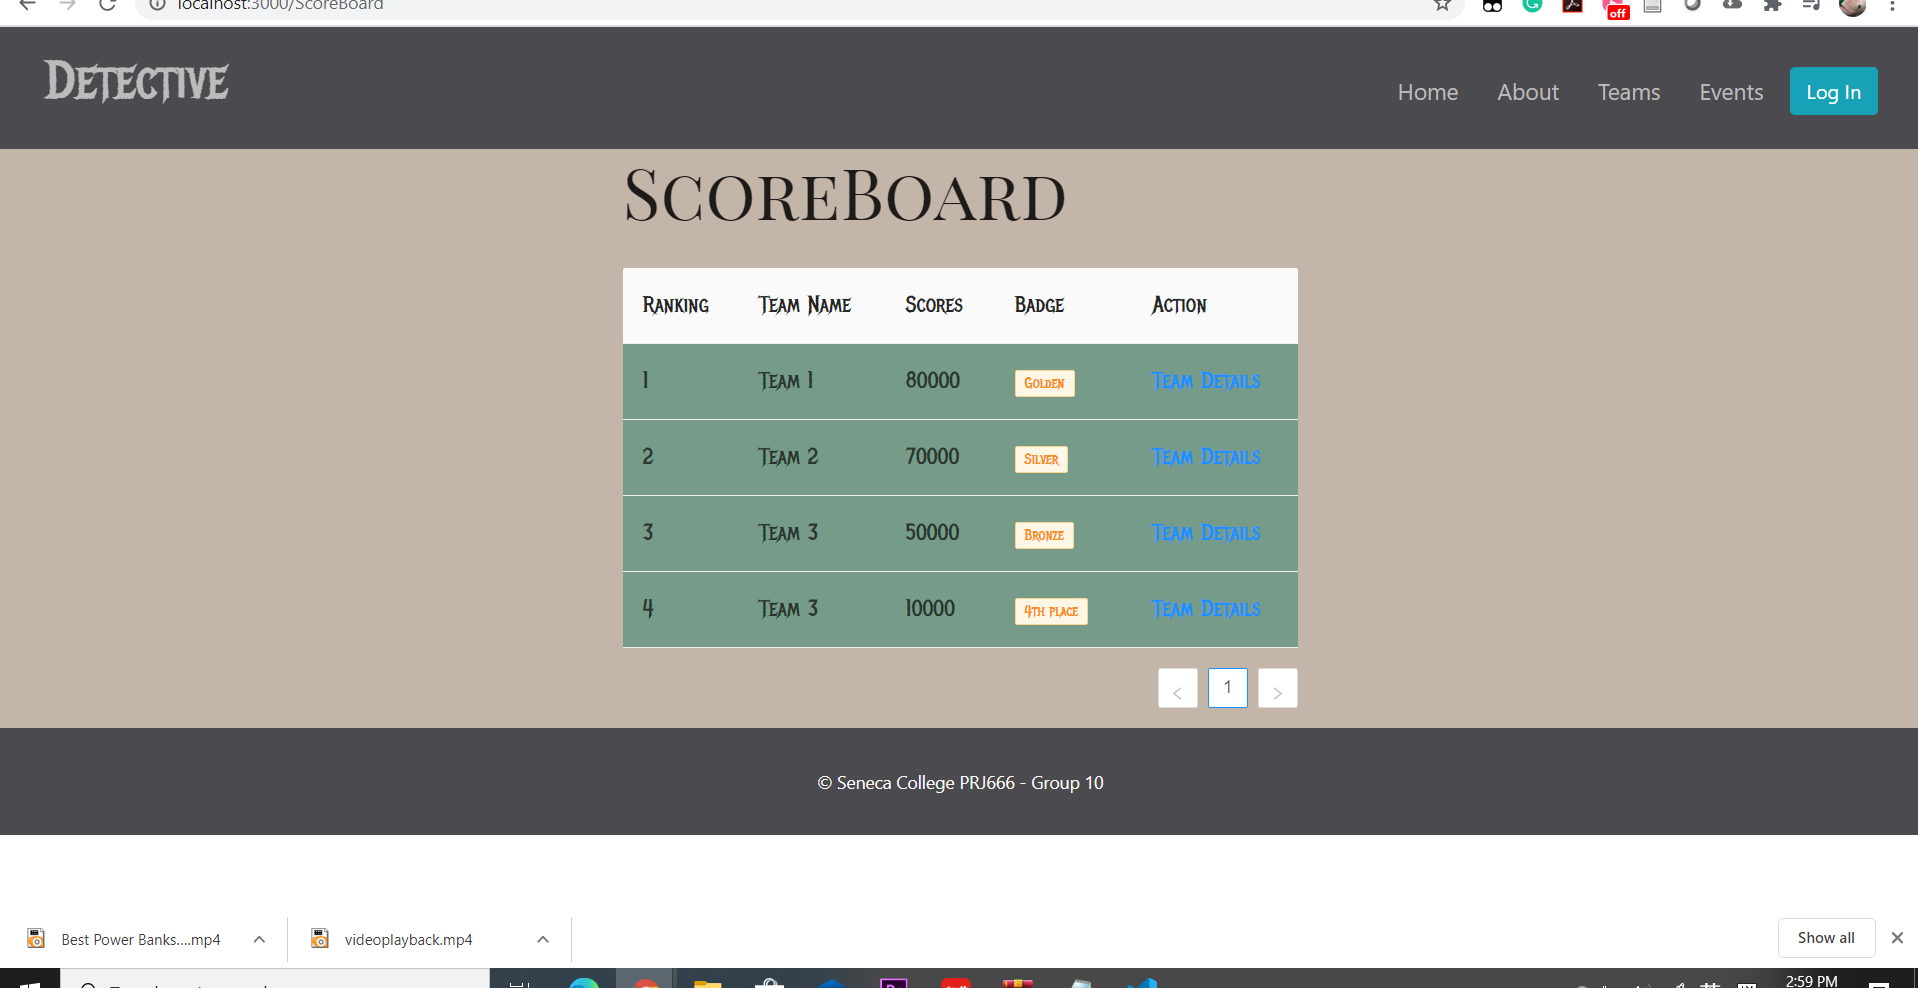 localhost:3000/ScoreBoard
off
Detective
Home About Teams Events Log In
ScoreBoard
Ranking Team Name Scores Badge Action
1 Team 1 80000 Golden Team Details
2 Team 2 70000 Silver Team Details
3 Team 3 50000 Bronze Team Details
4 Team 3 10000 4th place Team Details
< 1 >
© Seneca College PRJ666 - Group 10
Best Power Banks....mp4
videoplayback.mp4
Show all
2:59 PM